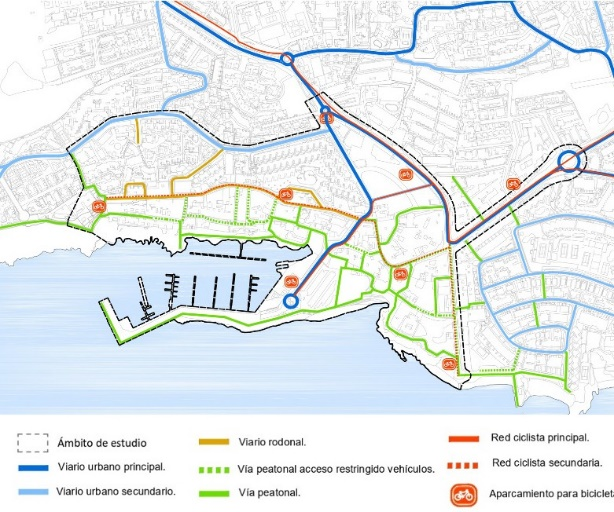 Ámbito de estudio
Viario urbano principal.
Viario urbano secundario.
Viario rodonal.
Vía peatonal acceso restringido vehículos.
Vía peatonal.
Red ciclista principal.
Red ciclista secundaria.
Aparcamiento para bicicleta